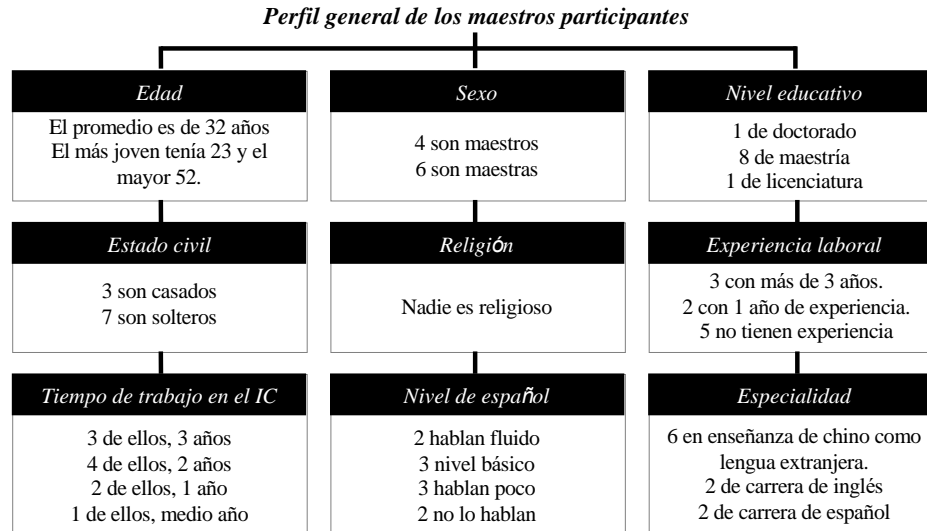 Perfil general de los maestros participantes
Edad
El promedio es de 32 años
El más joven tenía 23 y el
mayor 52.
Sexo
4 son maestros
6 son maestras
Nivel educativo
1 de doctorado
8 de maestría
1 de licenciatura
Estado civil
3 son casados
7 son solteros
Religión
Nadie es religioso
Experiencia laboral
3 con más de 3 años.
2 con 1 año de experiencia.
5 no tienen experiencia
Tiempo de trabajo en el IC
3 de ellos, 3 años
4 de ellos, 2 años
2 de ellos, 1 año
1 de ellos, medio año
Nivel de español
2 hablan fluido
3 nivel básico
3 hablan poco
2 no lo hablan
Especialidad
6 en enseñanza de chino como
lengua extranjera.
2 de carrera de inglés
2 de carrera de español